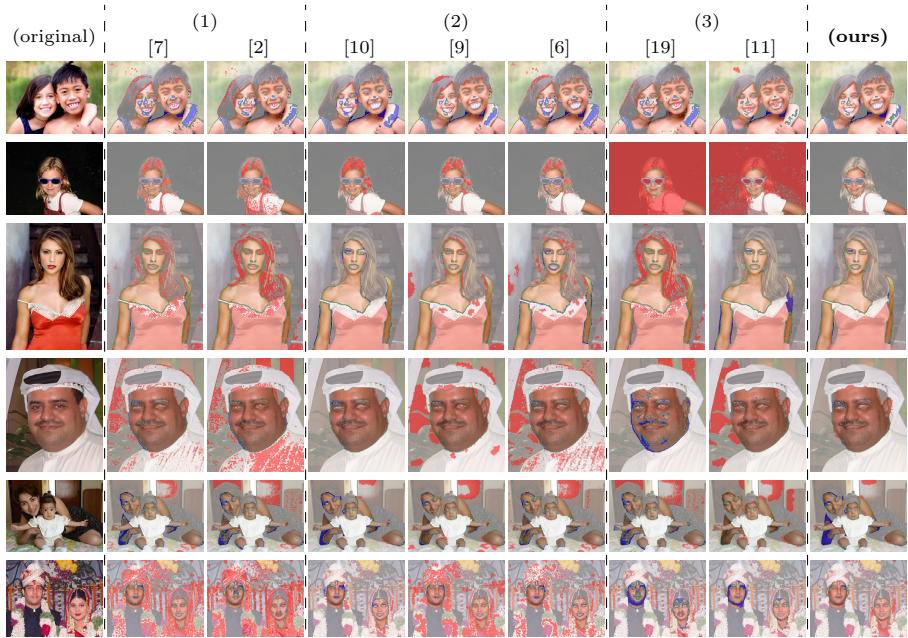 (original) (1) (2) (3) (ours)
[7] [2] [10] [9] [6] [19] [11]